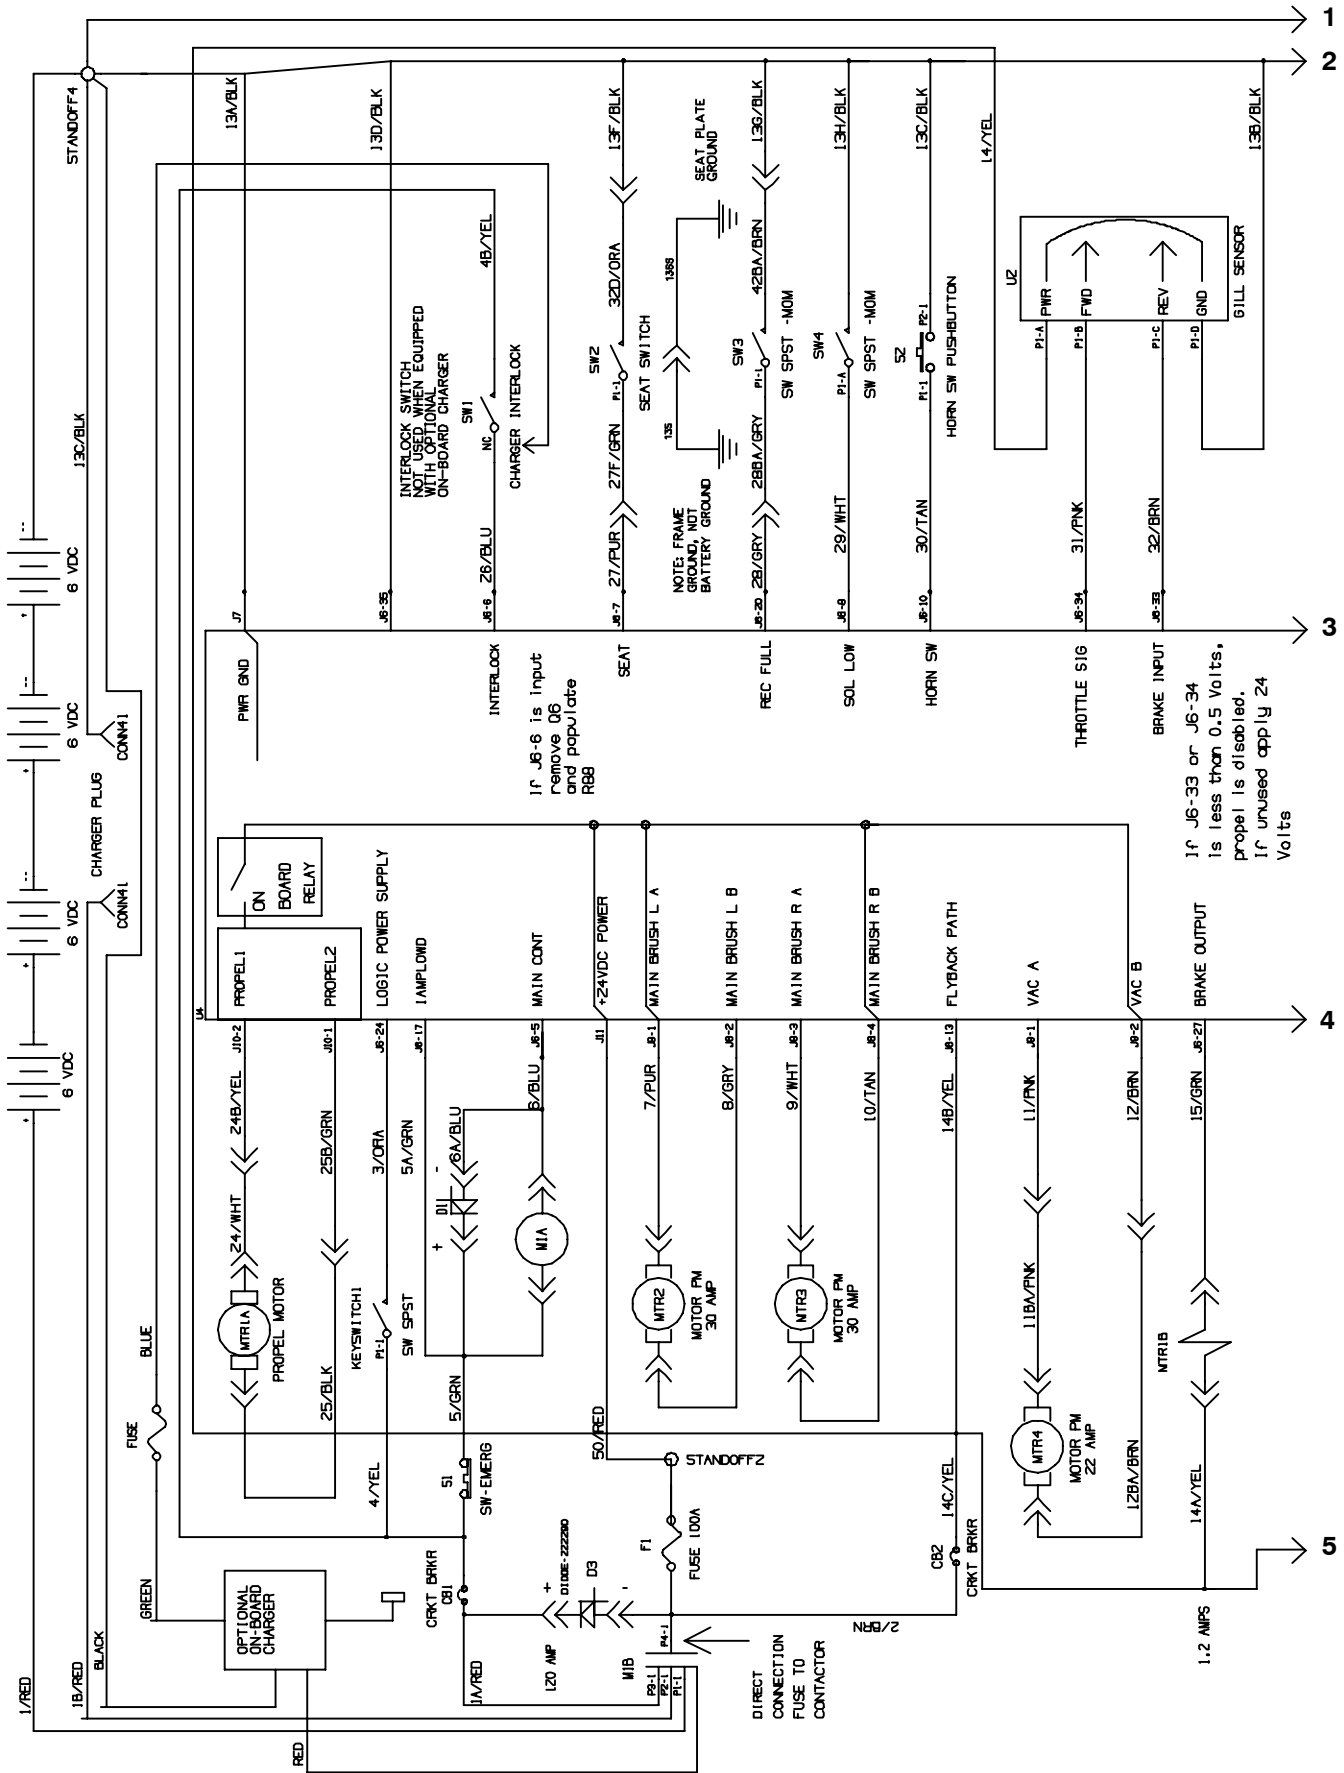 1
2
3
4
5
STANDOFF4
13A/BLK
13D/BLK
13F/BLK
13G/BLK
13H/BLK
13C/BLK
14/YEL
13B/BLK
SEAT PLATE
GROUND
13C/BLK
4B/YEL
32D/ORA
13SS
42BA/BRN
U2
PWR
FWD
REV
GND
P1-A
P1-B
P1-C
P1-D
GILL SENSOR
INTERLOCK SWITCH
NOT USED WHEN EQUIPPED
WITH OPTIONAL
ON-BOARD CHARGER
SW1
NC
CHARGER INTERLOCK
SW2
P1-1
SEAT SWITCH
13S
SW3
P1-1
SW SPST -MOM
SW4
P1-A
SW SPST -MOM
S2
P1-1
P2-1
HORN SW PUSHBUTTON
26/BLU
27F/GRN
27/PUR
NOTE: FRAME
GROUND, NOT
BATTERY GROUND
28BA/GRY
28/GRY
29/WHT
30/TAN
31/PNK
32/BRN
6 VDC
+
--
6 VDC
+
--
6 VDC
+
--
6 VDC
+
--
CHARGER PLUG
CONN41
CONN41
J7
J6-35
J6-6
J6-7
J6-20
J6-8
J6-10
J6-34
J6-33
PWR GND
INTERLOCK
SEAT
REC FULL
SOL LOW
HORN SW
THROTTLE SIG
BRAKE INPUT
If J6-6 is input
remove Q6
and populate
R88
If J6-33 or J6-34
is less than 0.5 Volts,
propel is disabled.
If unused apply 24
Volts
ON
BOARD
RELAY
U4
PROPEL1
PROPEL2
LOGIC POWER SUPPLY
IAMPLOWD
MAIN CONT
+24VDC POWER
MAIN BRUSH L A
MAIN BRUSH L B
MAIN BRUSH R A
MAIN BRUSH R B
FLYBACK PATH
VAC A
VAC B
BRAKE OUTPUT
J10-2
J10-1
J6-24
J6-17
J6-5
J11
J8-1
J8-2
J8-3
J8-4
J6-13
J9-1
J9-2
J6-27
24B/YEL
25B/GRN
3/ORA
5A/GRN
6A/BLU
6/BLU
7/PUR
8/GRY
9/WHT
10/TAN
14B/YEL
11/PNK
12/BRN
15/GRN
24/WHT
D1
+
-
M1A
MTR1A
PROPEL MOTOR
25/BLK
KEYSWITCH1
P1-1
SW SPST
MTR2
MOTOR PM
30 AMP
MTR3
MOTOR PM
30 AMP
11BA/PNK
MTR1B
MTR4
MOTOR PM
22 AMP
12BA/BRN
14A/YEL
1.2 AMPS
FUSE
BLUE
GREEN
5/GRN
4/YEL
S1
SW-EMERG
50/RED
STANDOFF2
F1
FUSE 100A
14C/YEL
CB2
CRKT BRKR
OPTIONAL
ON-BOARD
CHARGER
BLACK
CRKT BRKR
CB1
DIODE-222290
D3
+
-
2/BRN
1/RED
1B/RED
RED
1A/RED
120 AMP
M1B
P3-1
P2-1
P1-1
P4-1
DIRECT
CONNECTION
FUSE TO
CONTACTOR